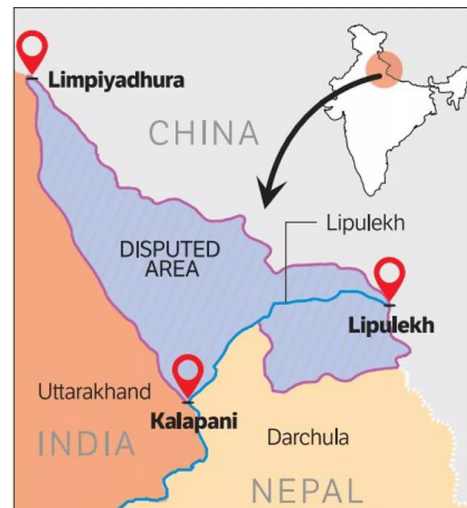 Limpiyadhura
CHINA
Lipulekh
DISPUTED
AREA
Lipulekh
Uttarakhand
Kalapani
INDIA
Darchula
NEPAL